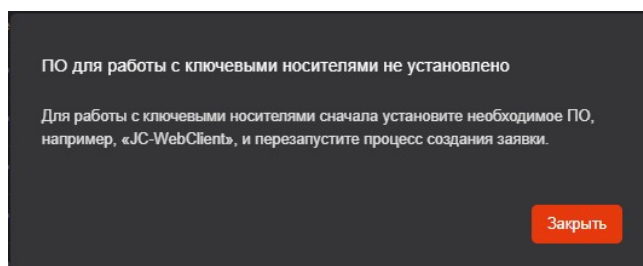 ПО для работы с ключевыми носителями не установлено
Для работы с ключевыми носителями сначала установите необходимое ПО,
например, «JC-WebClient», и перезапустите процесс создания заявки.
Закрыть